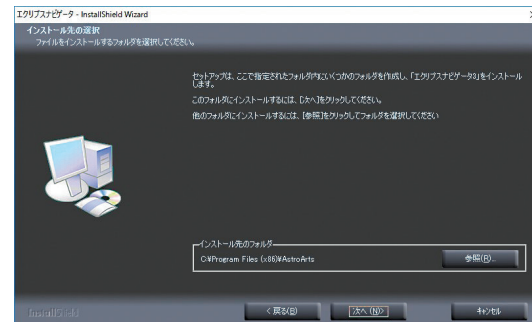 エクリプスナビゲータ - InstallShield Wizard
インストール先の選択
ファイルをインストールするフォルダを選択してください。
セットアップは、ここで指定されたフォルダ内にいくつかのフォルダを作成し、「エクリプスナビゲータ3」をインストール
します。
このフォルダにインストールするには、[次へ]をクリックしてください。
他のフォルダにインストールするには、[参照]をクリックしてフォルダを選択してください
インストール先のフォルダ
C:¥Program Files (x86)¥AstroArts
参照(R)...
InstallShield
< 戻る(B)
次へ (N)>
キャンセル